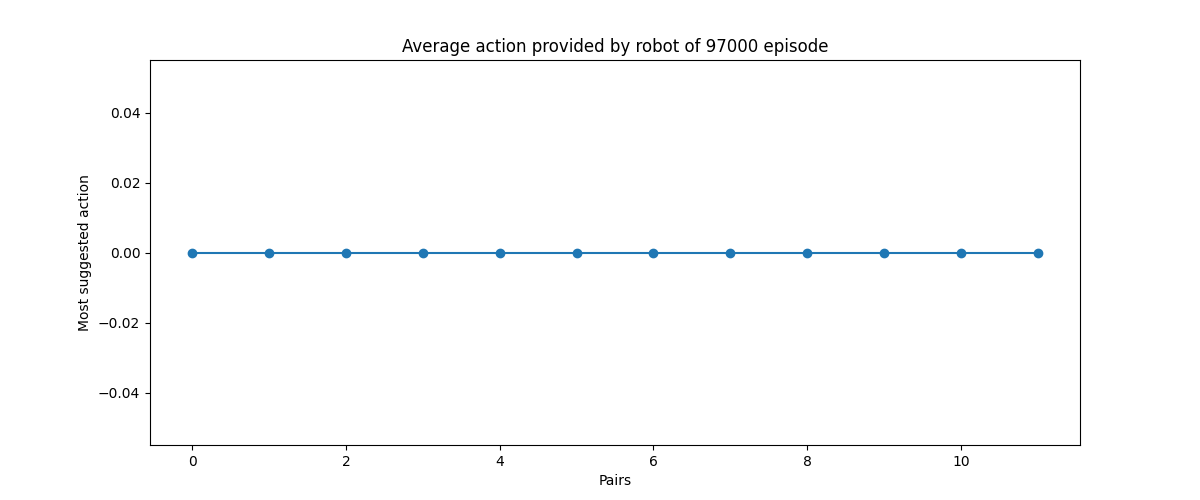 Average action provided by robot of 97000 episode
Most suggested action
0.04
0.02
0.00
−0.02
−0.04
0 2 4 6 8 10
Pairs